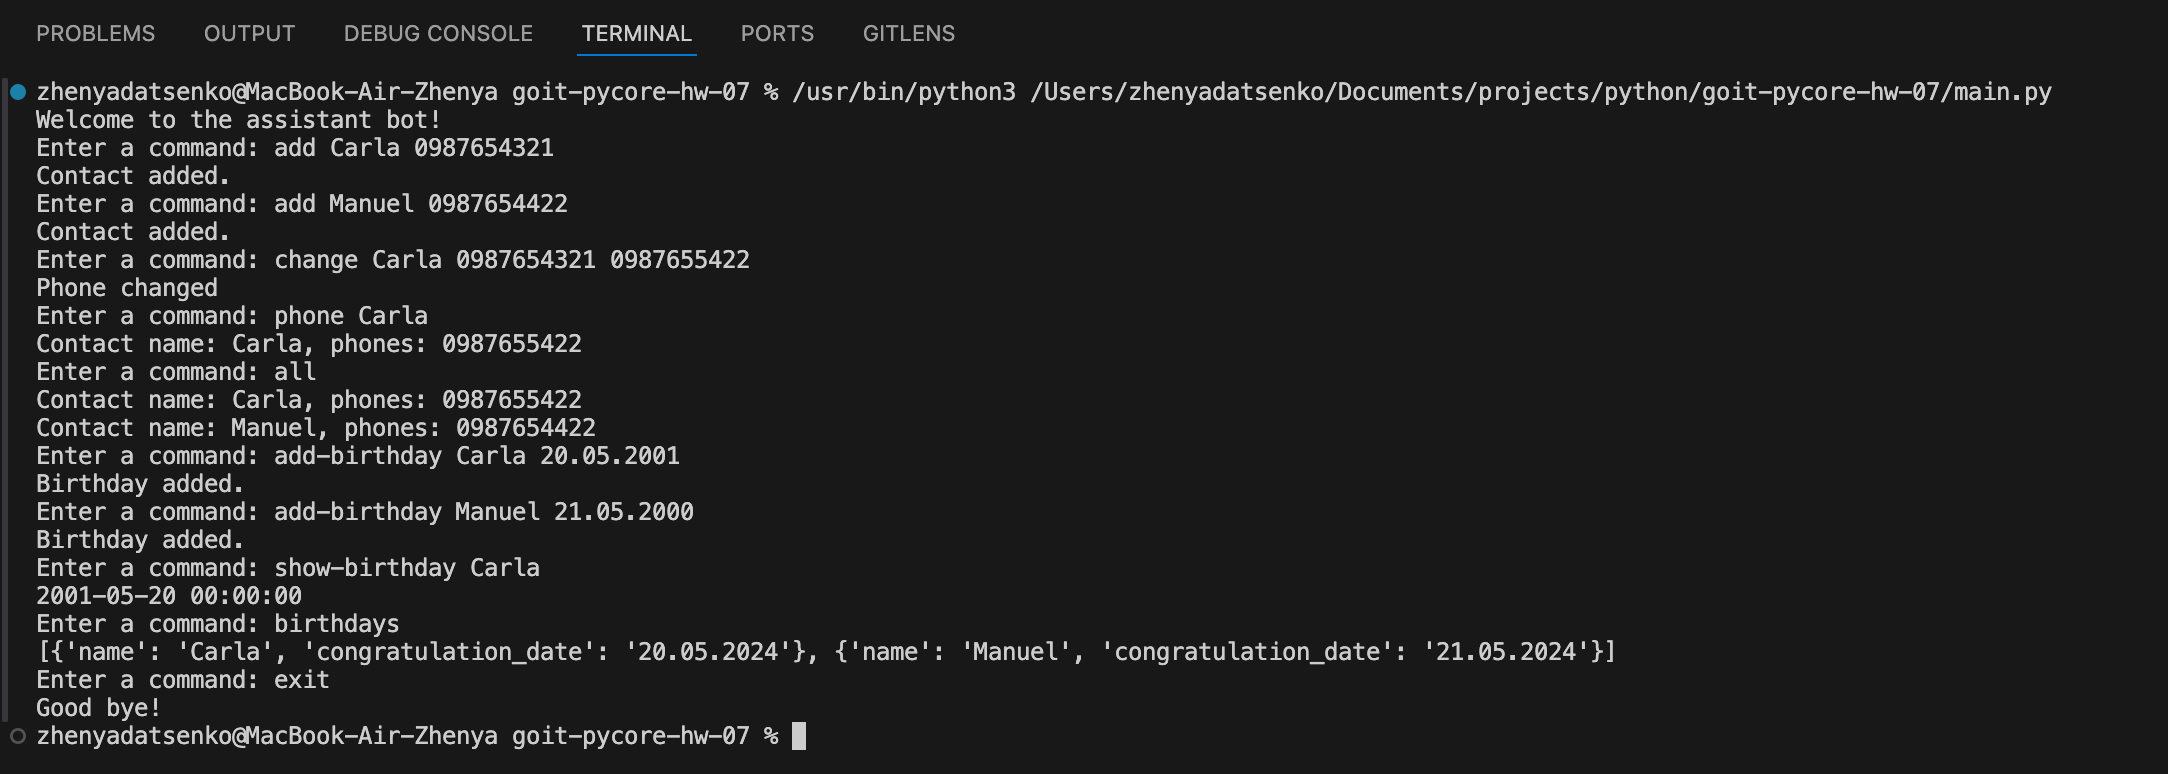 PROBLEMS OUTPUT DEBUG CONSOLE TERMINAL PORTS GITLENS
zhenyadatsenko@MacBook-Air-Zhenya goit-pycore-hw-07 % /usr/bin/python3 /Users/zhenyadatsenko/Documents/projects/python/goit-pycore-hw-07/main.py
Welcome to the assistant bot!
Enter a command: add Carla 0987654321
Contact added.
Enter a command: add Manuel 0987654422
Contact added.
Enter a command: change Carla 0987654321 0987655422
Phone changed
Enter a command: phone Carla
Contact name: Carla, phones: 0987655422
Enter a command: all
Contact name: Carla, phones: 0987655422
Contact name: Manuel, phones: 0987654422
Enter a command: add-birthday Carla 20.05.2001
Birthday added.
Enter a command: add-birthday Manuel 21.05.2000
Birthday added.
Enter a command: show-birthday Carla
2001-05-20 00:00:00
Enter a command: birthdays
[{'name': 'Carla', 'congratulation_date': '20.05.2024'}, {'name': 'Manuel', 'congratulation_date': '21.05.2024'}]
Enter a command: exit
Good bye!
zhenyadatsenko@MacBook-Air-Zhenya goit-pycore-hw-07 %